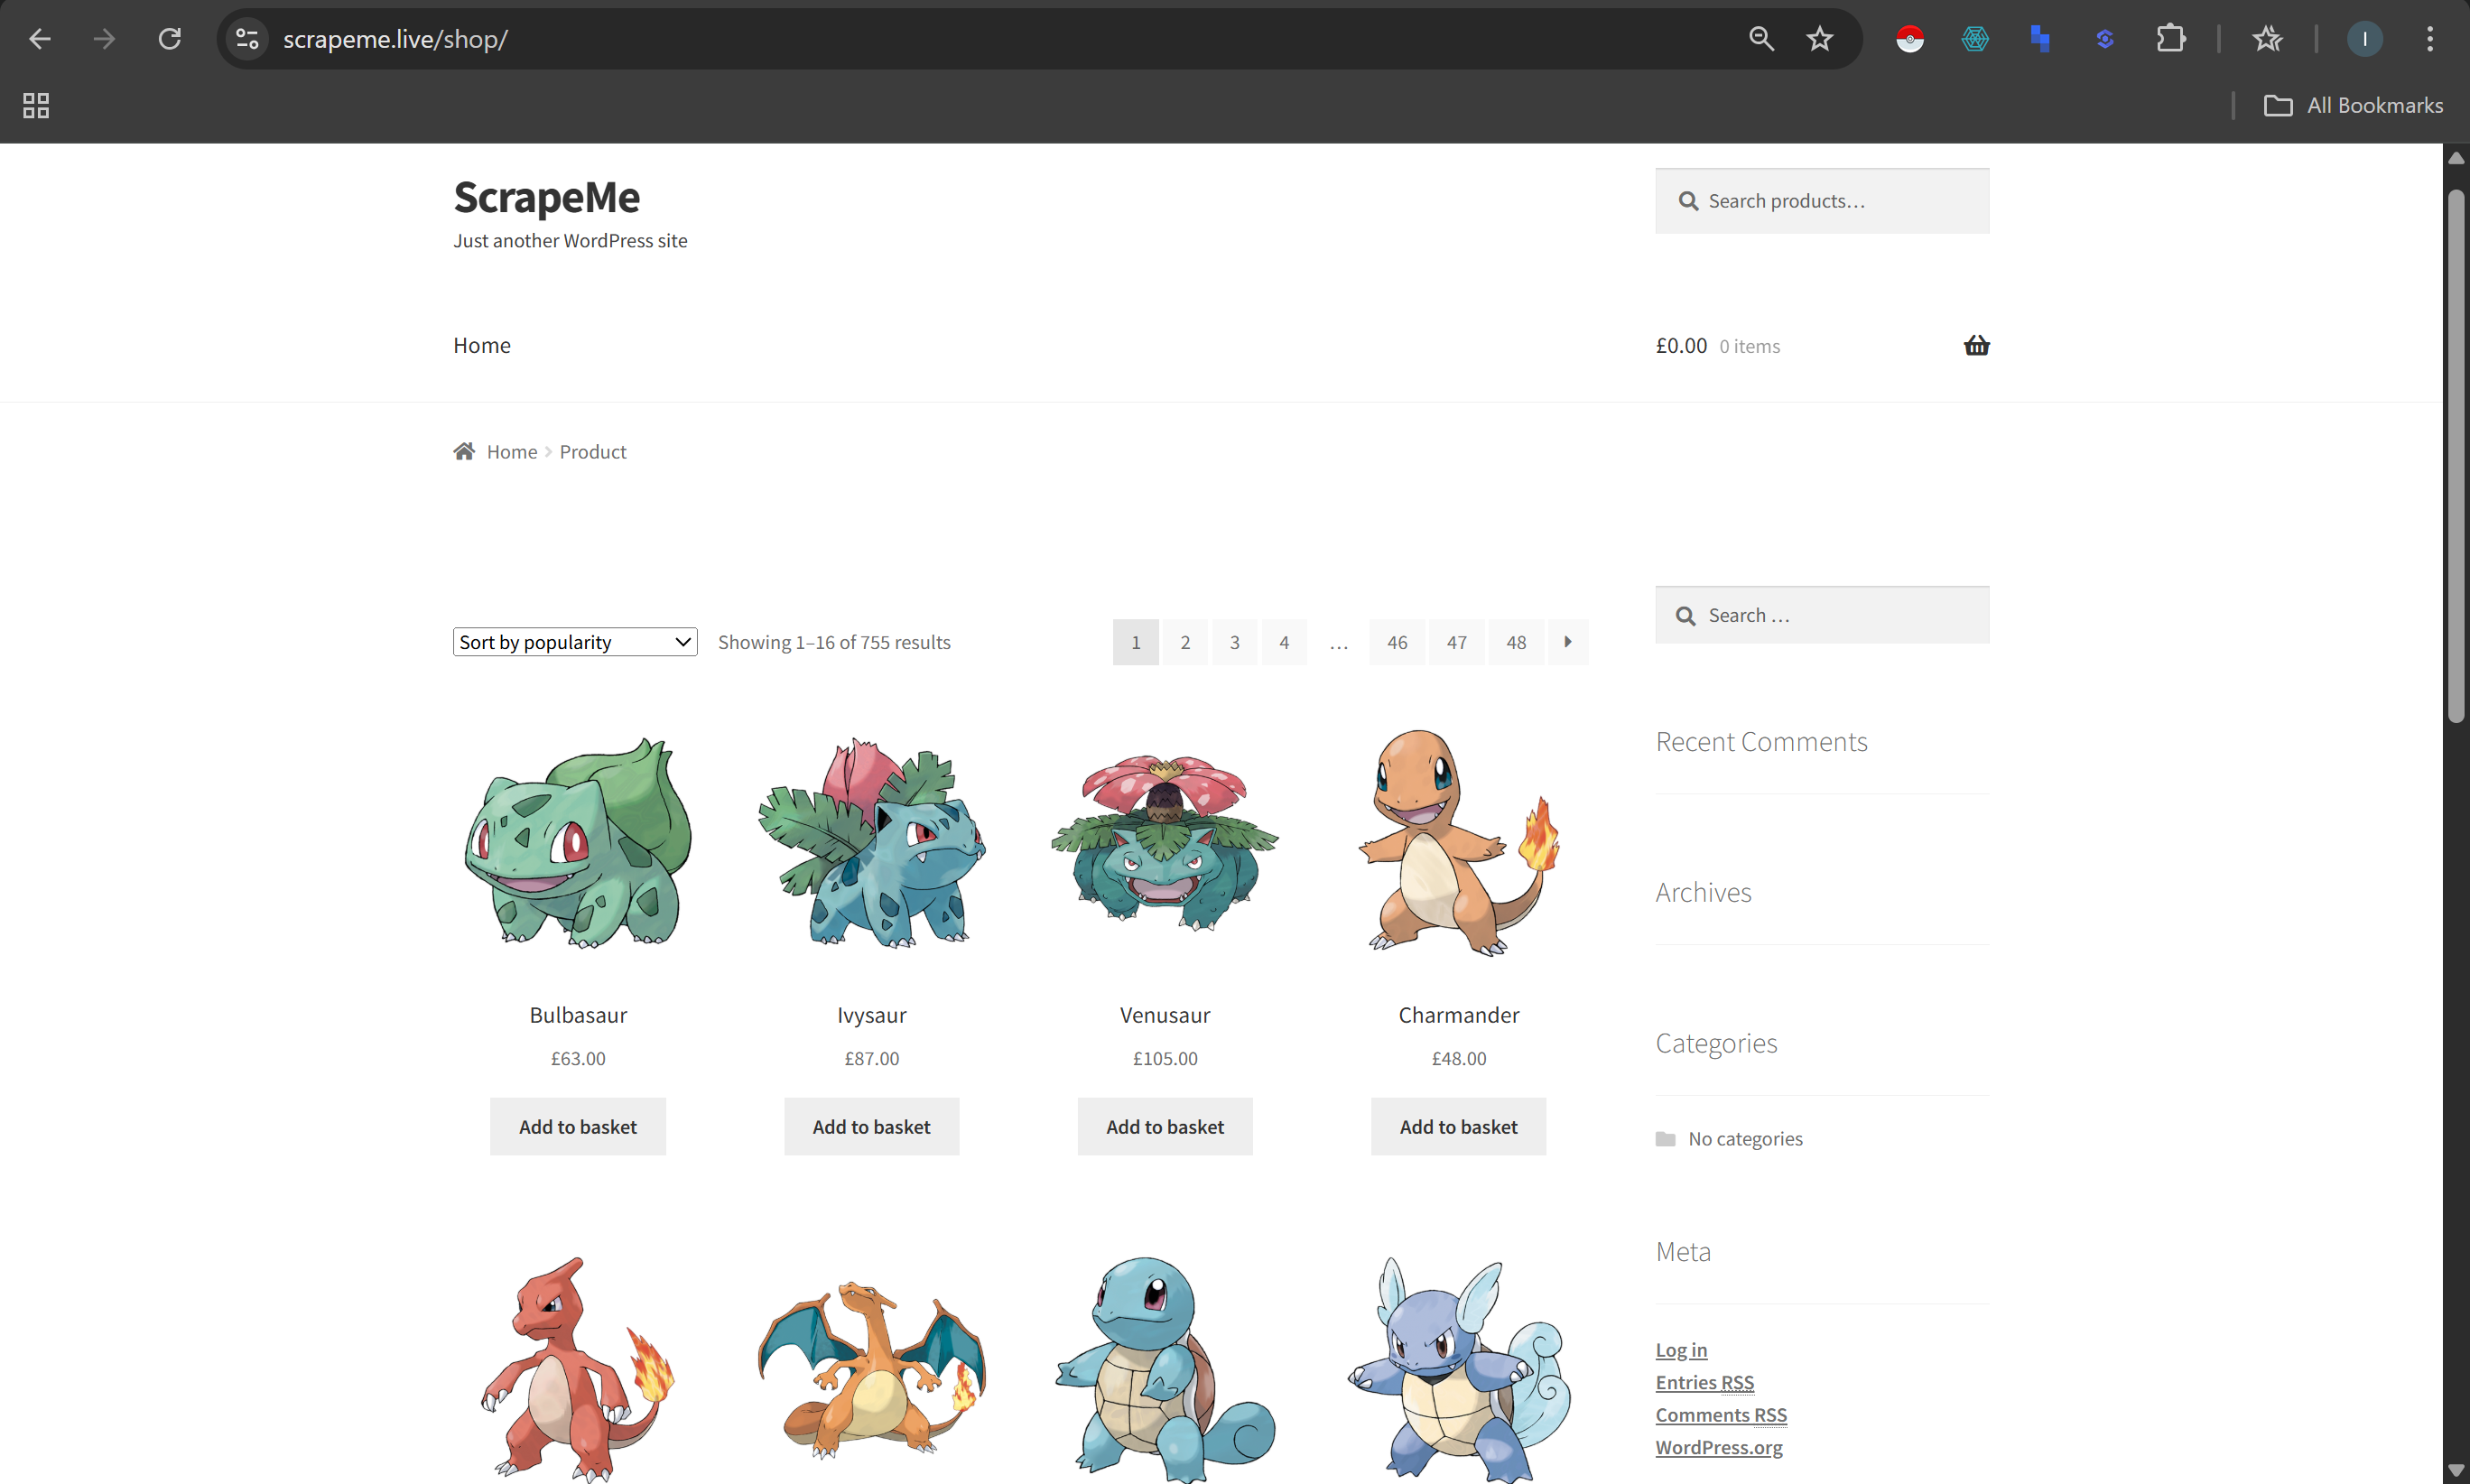 scrapeme.live/shop/
I
All Bookmarks
ScrapeMe
Just another WordPress site
Search products…
Home
£0.00 0 items
Home Product
Search …
Sort by popularity
Showing 1–16 of 755 results
1 2 3 4 … 46 47 48
Recent Comments
Archives
Categories
No categories
Meta
Log in
Entries RSS
Comments RSS
WordPress.org
Bulbasaur
£63.00
Add to basket
Ivysaur
£87.00
Add to basket
Venusaur
£105.00
Add to basket
Charmander
£48.00
Add to basket